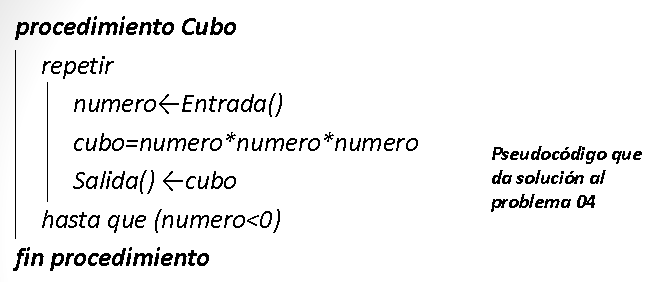 procedimiento Cubo
repetir
numero←Entrada()
cubo=numero*numero*numero
Salida() ←cubo
hasta que (numero<0)
fin procedimiento
Pseudocódigo que
da solución al
problema 04